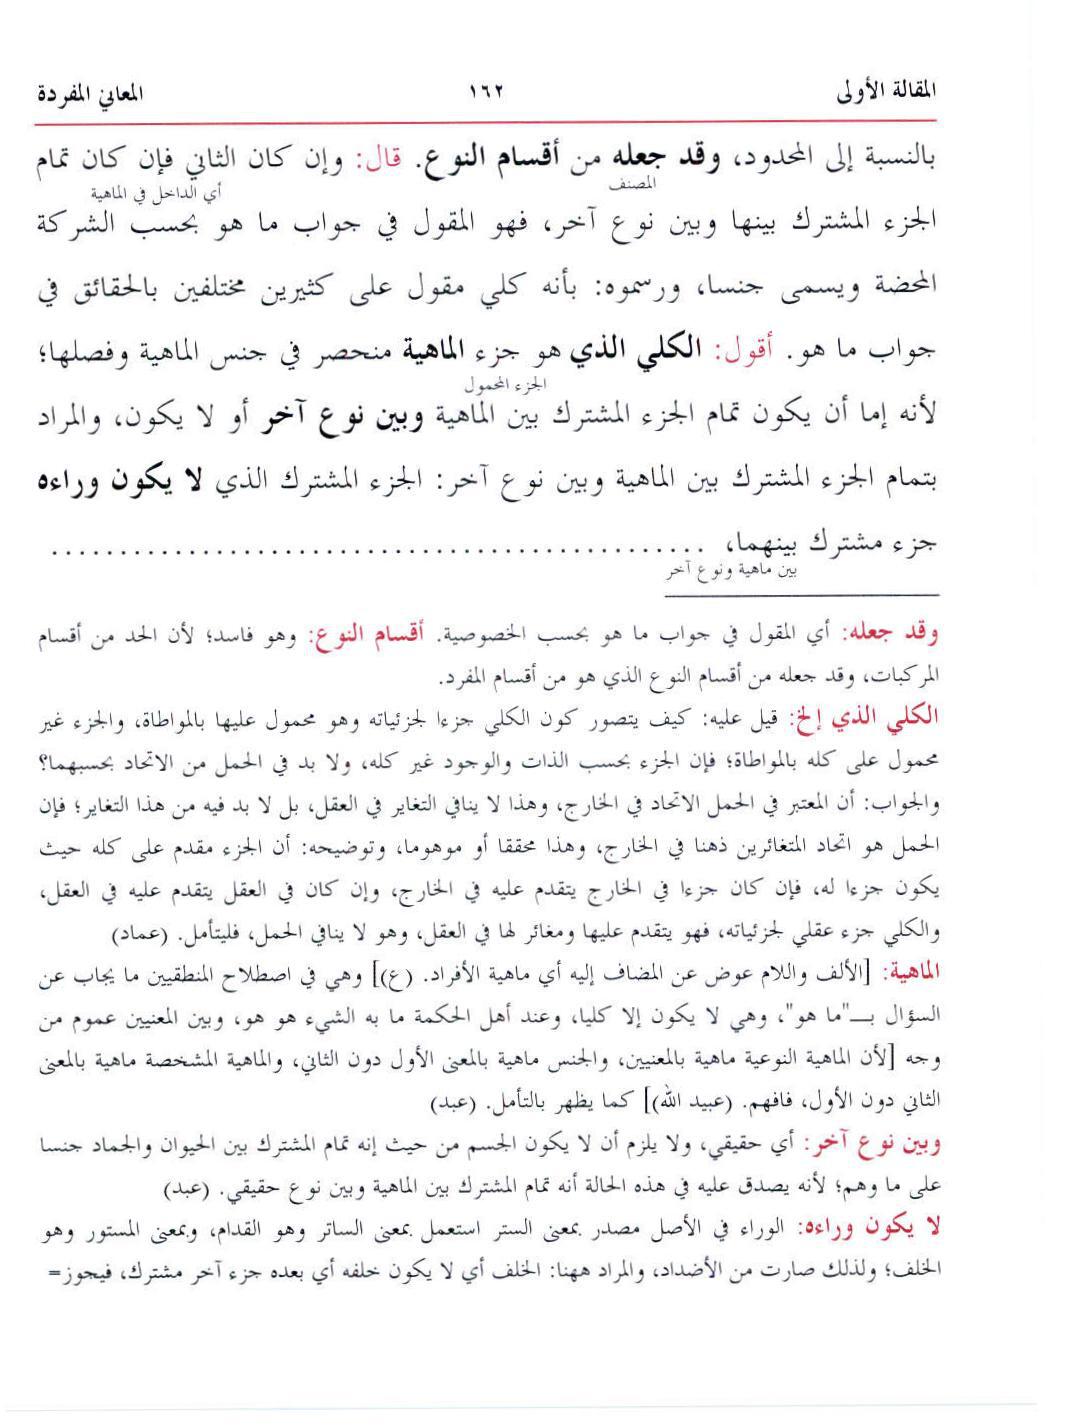 المقالة الأولى ١٦٢ المعاني المفردة
بالنسبة إلى المحدود، وقد جعله من أقسام النوع. قال: وإن كان الثاني فإن كان تمام
المصنف أي الداخل في الماهية
الجزء المشترك بينها وبين نوع آخر، فهو المقول في جواب ما هو بحسب الشركة
المحضة ويسمى جنسا، ورسموه: بأنه كلي مقول على كثيرين مختلفين بالحقائق في
جواب ما هو. أقول: الكلي الذي هو جزء الماهية منحصر في جنس الماهية وفصلها؛
الجزء المحمول
لأنه إما أن يكون تمام الجزء المشترك بين الماهية وبين نوع آخر أو لا يكون، والمراد
بتمام الجزء المشترك بين الماهية وبين نوع آخر: الجزء المشترك الذي لا يكون وراءه
جزء مشترك بينهما، ................................................
بين ماهية ونوع آخر
وقد جعله: أي المقول في جواب ما هو بحسب الخصوصية. أقسام النوع: وهو فاسد؛ لأن الحد من أقسام
المركبات، وقد جعله من أقسام النوع الذي هو من أقسام المفرد.
الكلي الذي إلخ: قيل عليه: كيف يتصور كون الكلي جزءا لجزئياته وهو محمول عليها بالمواطاة، والجزء غير
محمول على كله بالمواطاة؛ فإن الجزء بحسب الذات والوجود غير كله، ولا بد في الحمل من الاتحاد بحسبهما؟
والجواب: أن المعتبر في الحمل الاتحاد في الخارج، وهذا لا ينافي التغاير في العقل، بل لا بد فيه من هذا التغاير؛ فإن
الحمل هو اتحاد المتغائرين ذهنا في الخارج، وهذا محققا أو موهوما، وتوضيحه: أن الجزء مقدم على كله حيث
يكون جزءا له، فإن كان جزءا في الخارج يتقدم عليه في الخارج، وإن كان في العقل يتقدم عليه في العقل،
والكلي جزء عقلي لجزئياته، فهو يتقدم عليها ومغائر لها في العقل، وهو لا ينافي الحمل، فليتأمل. (عماد)
الماهية: [الألف واللام عوض عن المضاف إليه أي ماهية الأفراد. (ع)] وهي في اصطلاح المنطقيين ما يجاب عن
السؤال بـــ"ما هو"، وهي لا يكون إلا كليا، وعند أهل الحكمة ما به الشيء هو هو، وبين المعنيين عموم من
وجه [لأن الماهية النوعية ماهية بالمعنيين، والجنس ماهية بالمعنى الأول دون الثاني، والماهية المشخصة ماهية بالمعنى
الثاني دون الأول، فافهم. (عبيد الله)] كما يظهر بالتأمل. (عبد)
وبين نوع آخر: أي حقيقي، ولا يلزم أن لا يكون الجسم من حيث إنه تمام المشترك بين الحيوان والجماد جنسا
على ما وهم؛ لأنه يصدق عليه في هذه الحالة أنه تمام المشترك بين الماهية وبين نوع حقيقي. (عبد)
لا يكون وراءه: الوراء في الأصل مصدر بمعنى الستر استعمل بمعنى الساتر وهو القدام، وبمعنى المستور وهو
الخلف؛ ولذلك صارت من الأضداد، والمراد ههنا: الخلف أي لا يكون خلفه أي بعده جزء آخر مشترك، فيجوز=